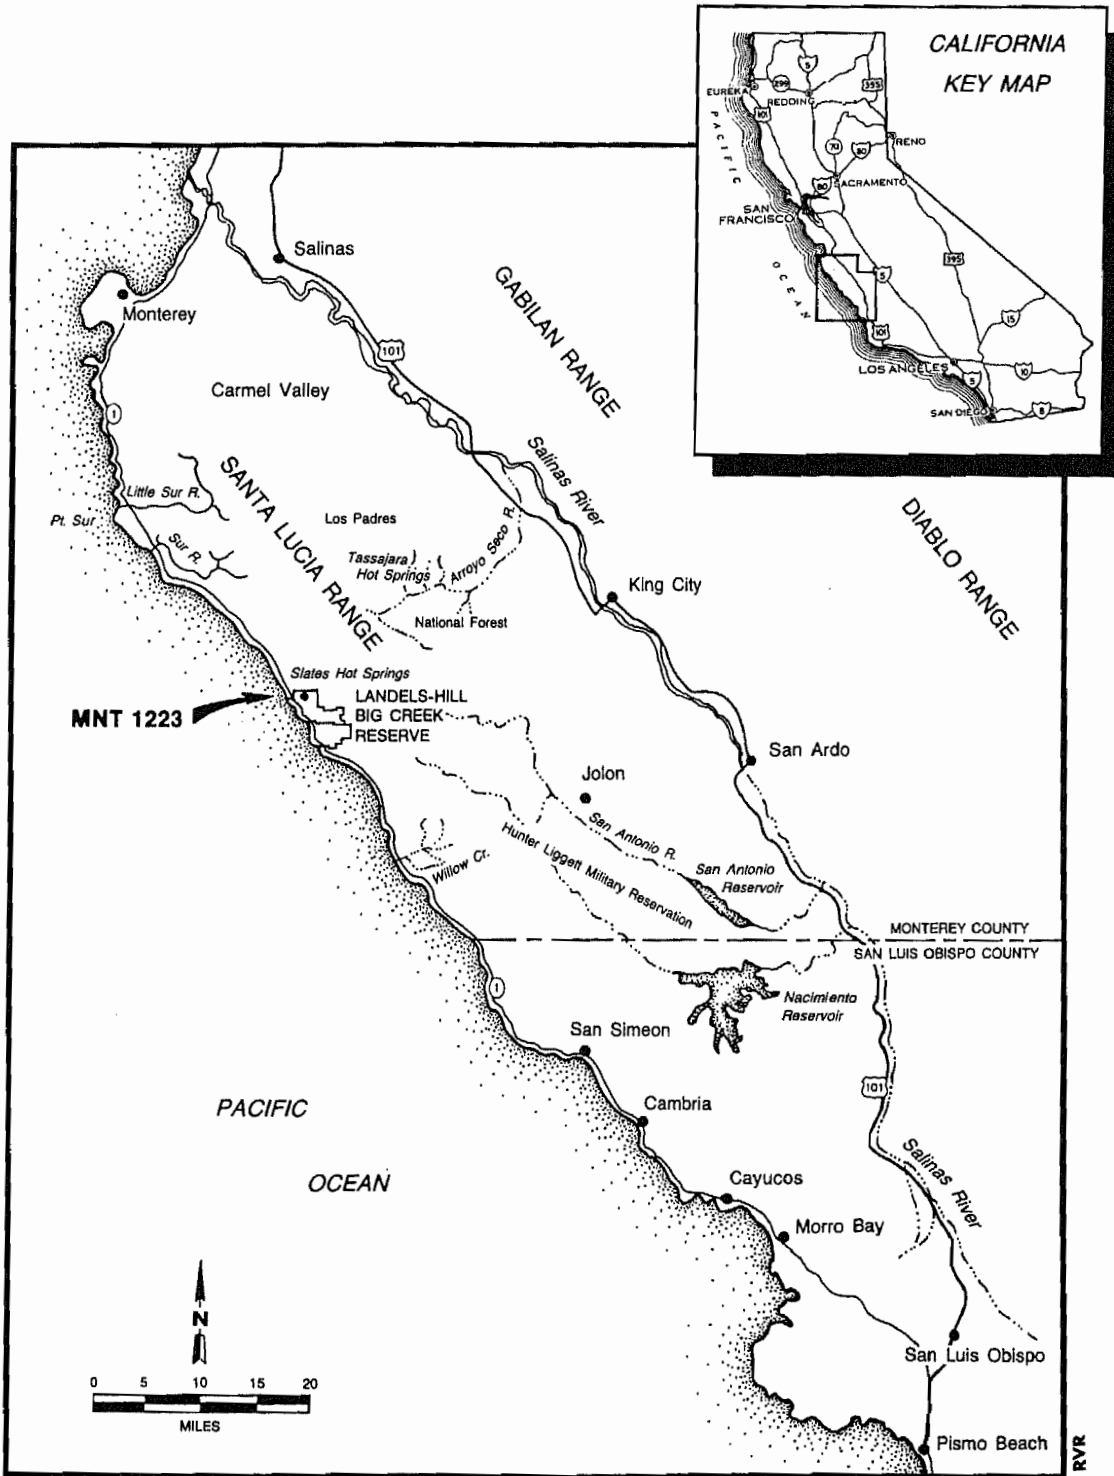 CALIFORNIA
KEY MAP
5
299
395
EUREKA
REDDING
101
PACIFIC
70
80
RENO
80
SACRAMENTO
SAN
FRANCISCO
395
OCEAN
5
15
101
LOS ANGELES
5
10
SAN DIEGO
8
Salinas
Monterey
GABILAN RANGE
101
Carmel Valley
1
Salinas River
SANTA LUCIA RANGE
Little Sur R.
Pt. Sur
Los Padres
DIABLO RANGE
Sur R.
Arroyo Seco R.
Tassajara
Hot Springs
King City
National Forest
Slates Hot Springs
MNT 1223
LANDELS-HILL
BIG CREEK
RESERVE
San Ardo
Jolon
San Antonio R.
Hunter Liggett Military Reservation
Willow Cr.
San Antonio
Reservoir
MONTEREY COUNTY
SAN LUIS OBISPO COUNTY
1
Nacimiento
Reservoir
San Simeon
101
Cambria
PACIFIC
OCEAN
Salinas River
Cayucos
Morro Bay
N
San Luis Obispo
0 5 10 15 20
MILES
Pismo Beach
RVR